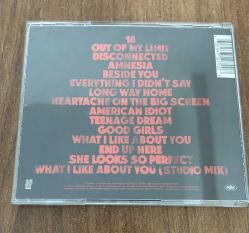 18
OUT OF MY LIMIT
DISCONNECTED
AMNESIA
BESIDE YOU
EVERYTHING I DIDN'T SAY
LONG WAY HOME
HEARTACHE ON THE BIG SCREEN
AMERICAN IDIOT
TEENAGE DREAM
GOOD GIRLS
WHAT I LIKE ABOUT YOU
END UP HERE
SHE LOOKS SO PERFECT
WHAT I LIKE ABOUT YOU (STUDIO MIX)